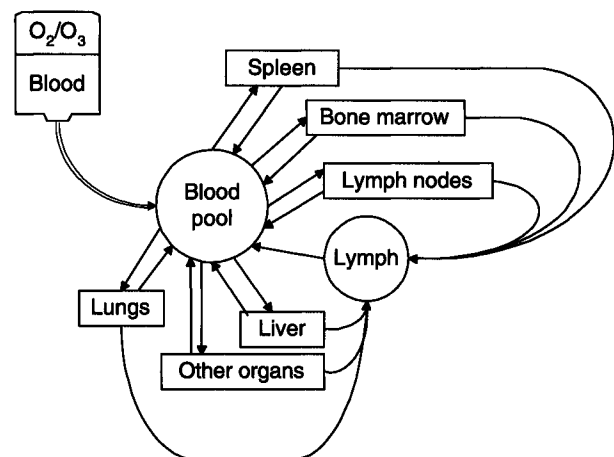 O₂/O₃
Blood
Spleen
Bone marrow
Lymph nodes
Blood
pool
Lymph
Lungs
Liver
Other organs